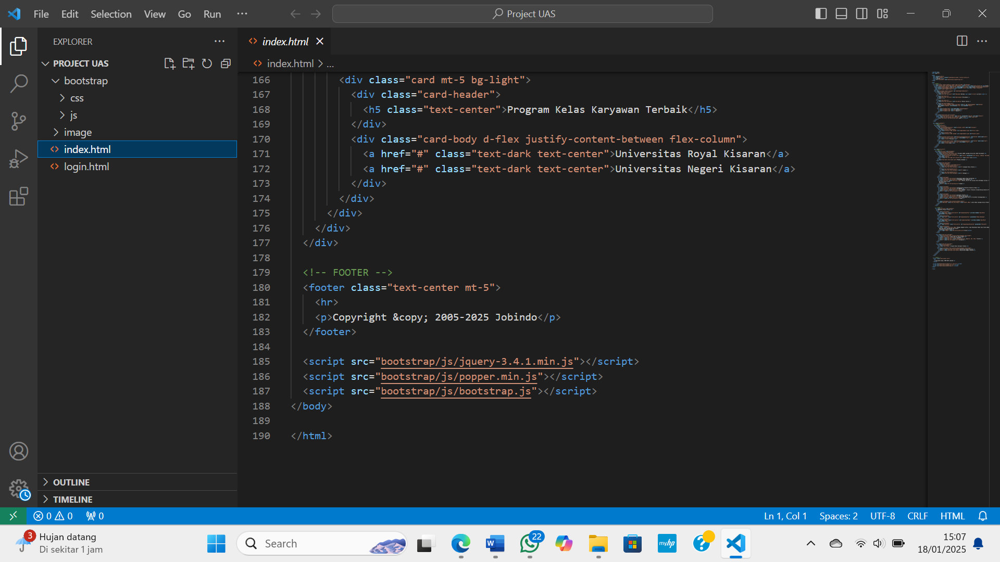 File Edit Selection View Go Run ···
Project UAS
EXPLORER
PROJECT UAS
bootstrap
css
js
image
index.html
login.html
OUTLINE
TIMELINE
index.html
index.html > ...
166 <div class="card mt-5 bg-light">
167 <div class="card-header">
168 <h5 class="text-center">Program Kelas Karyawan Terbaik</h5>
169 </div>
170 <div class="card-body d-flex justify-content-between flex-column">
171 <a href="#" class="text-dark text-center">Universitas Royal Kisaran</a>
172 <a href="#" class="text-dark text-center">Universitas Negeri Kisaran</a>
173 </div>
174 </div>
175 </div>
176 </div>
177 </div>
178
179 <!-- FOOTER -->
180 <footer class="text-center mt-5">
181 <hr>
182 <p>Copyright &copy; 2005-2025 Jobindo</p>
183 </footer>
184
185 <script src="bootstrap/js/jquery-3.4.1.min.js"></script>
186 <script src="bootstrap/js/popper.min.js"></script>
187 <script src="bootstrap/js/bootstrap.js"></script>
188 </body>
189
190 </html>
0 0 0
Ln 1, Col 1 Spaces: 2 UTF-8 CRLF HTML
3
Hujan datang
Di sekitar 1 jam
Search
W
22
myhp
?
15:07
18/01/2025